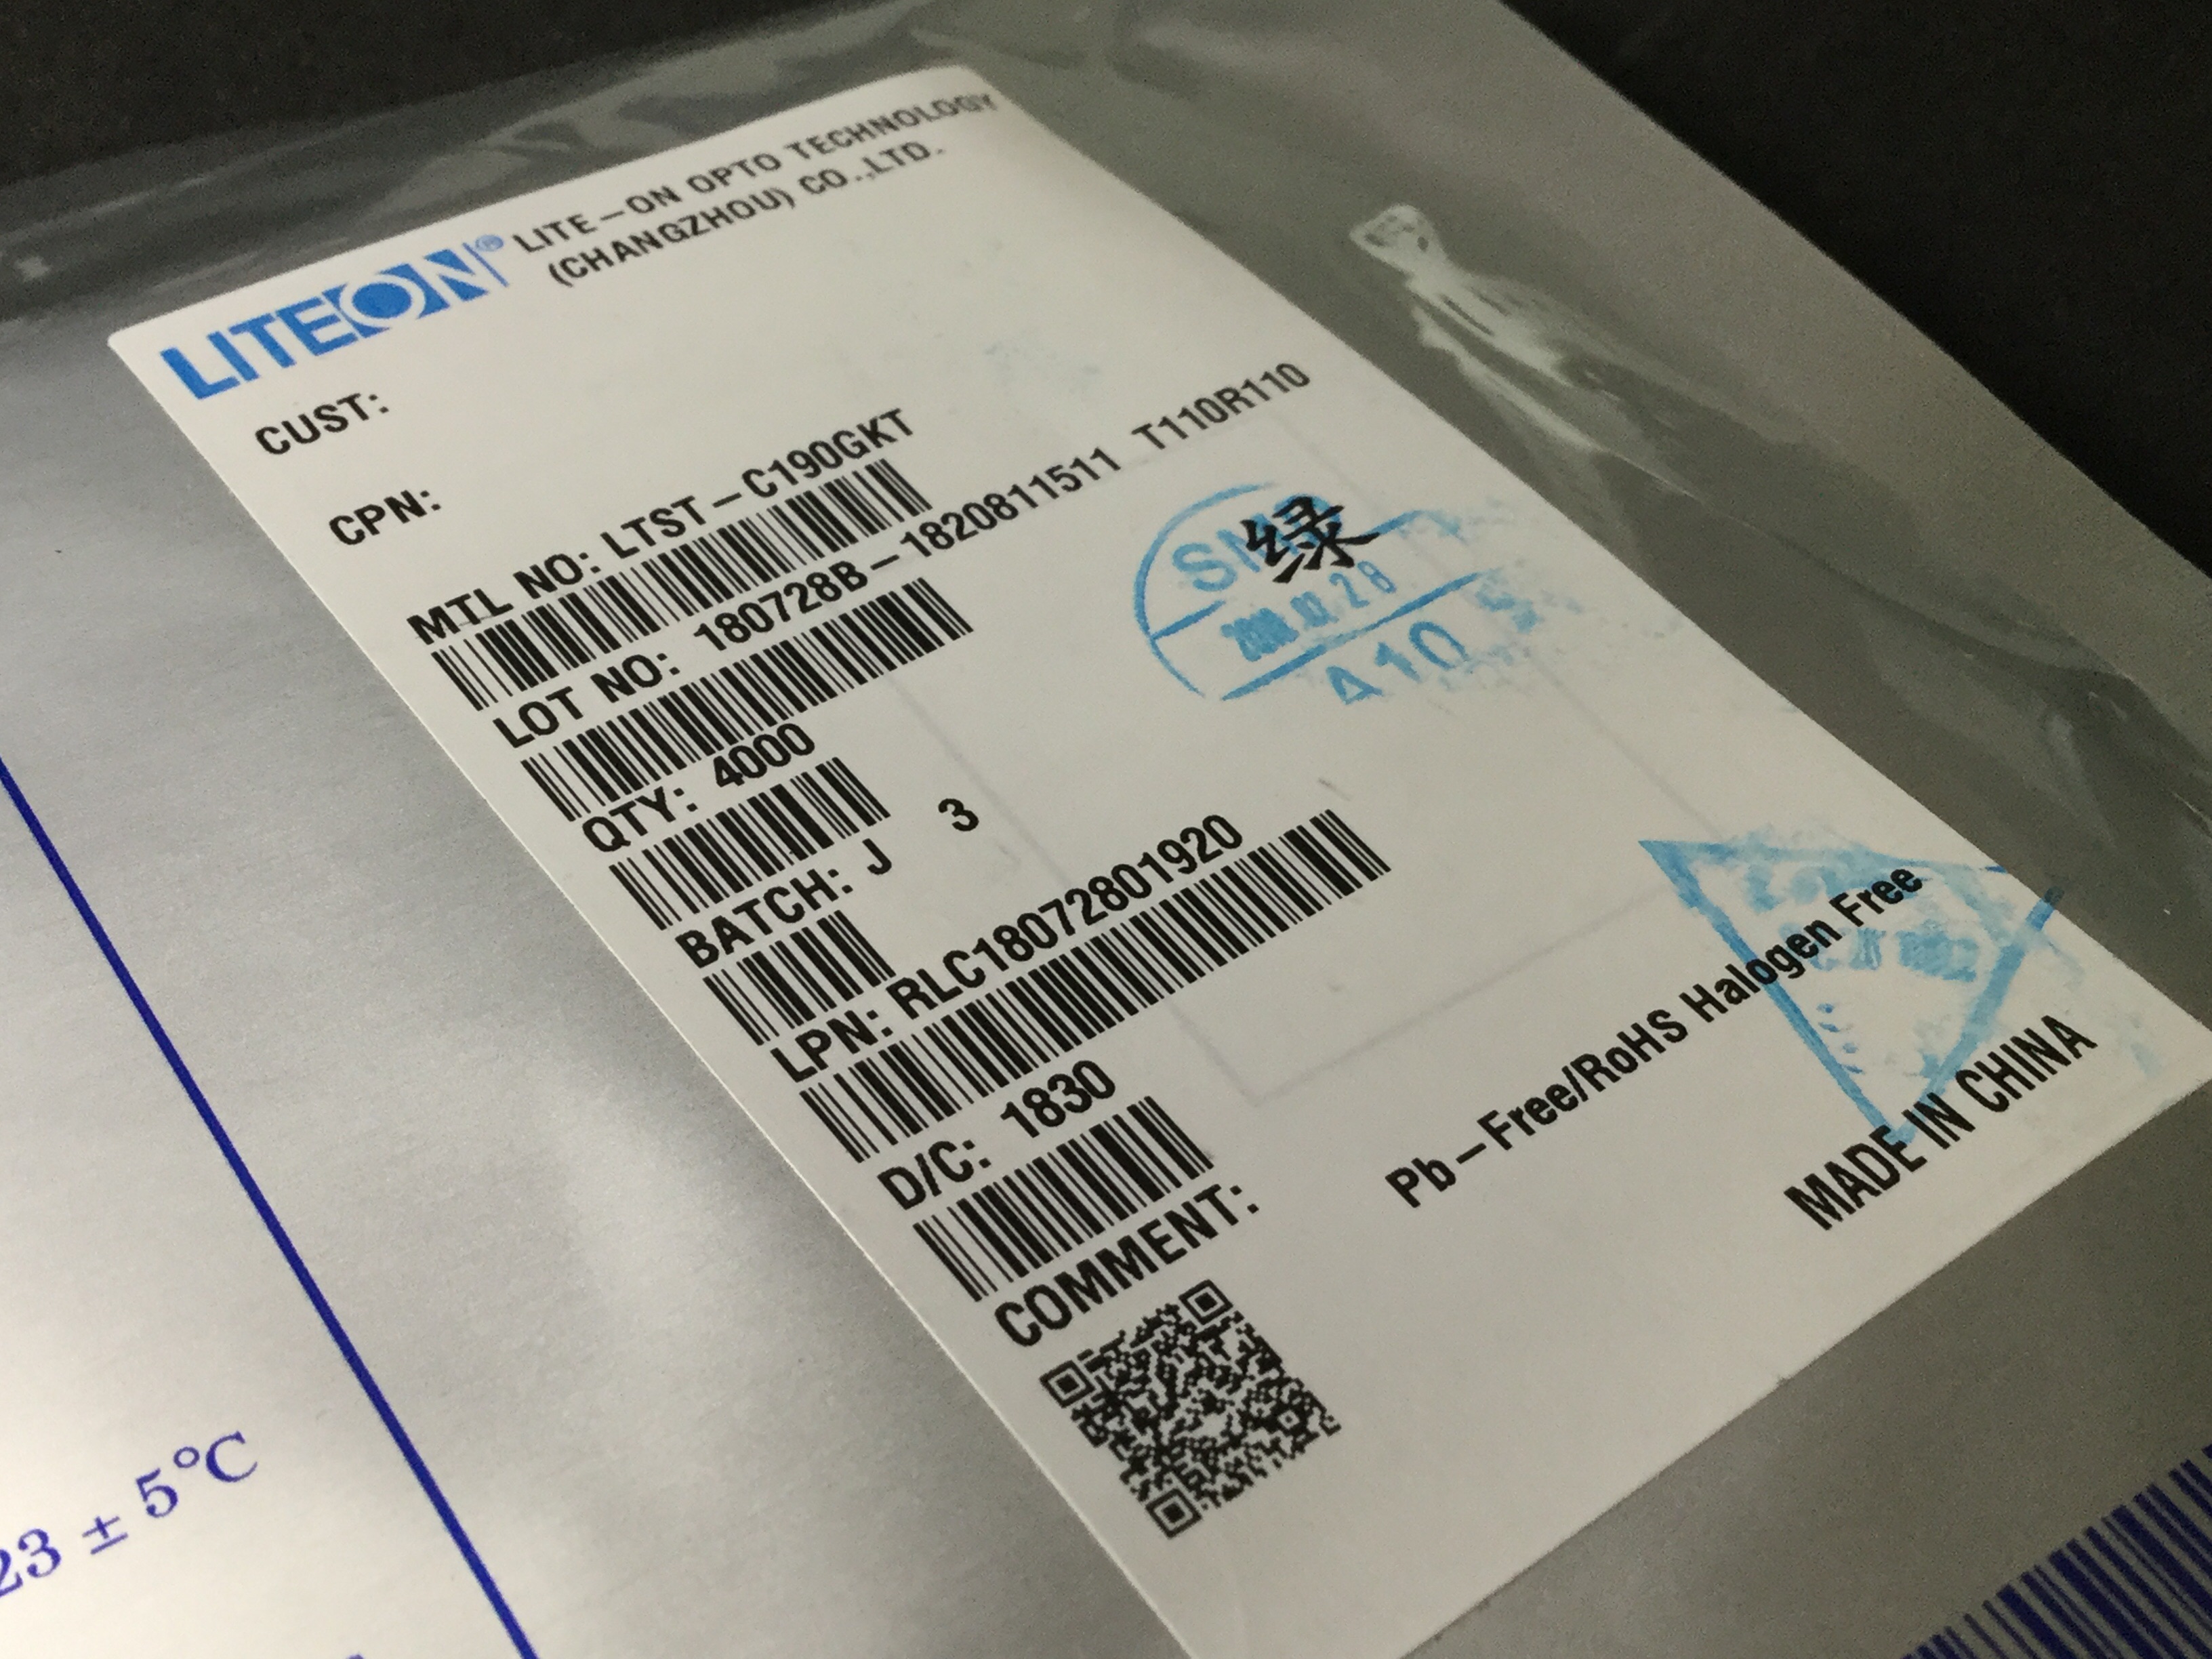 LITEON® LITE-ON OPTO TECHNOLOGY
(CHANGZHOU) CO.,LTD.
CUST:
CPN:
MTL NO: LTST-C190GKT
LOT NO: 180728B-1820811511 T110R110
绿
A10
QTY: 4000
BATCH: J 3
LPN: RLC18072801920
D/C: 1830
COMMENT:
Pb-Free/RoHS Halogen Free
MADE IN CHINA
23 ± 5°C